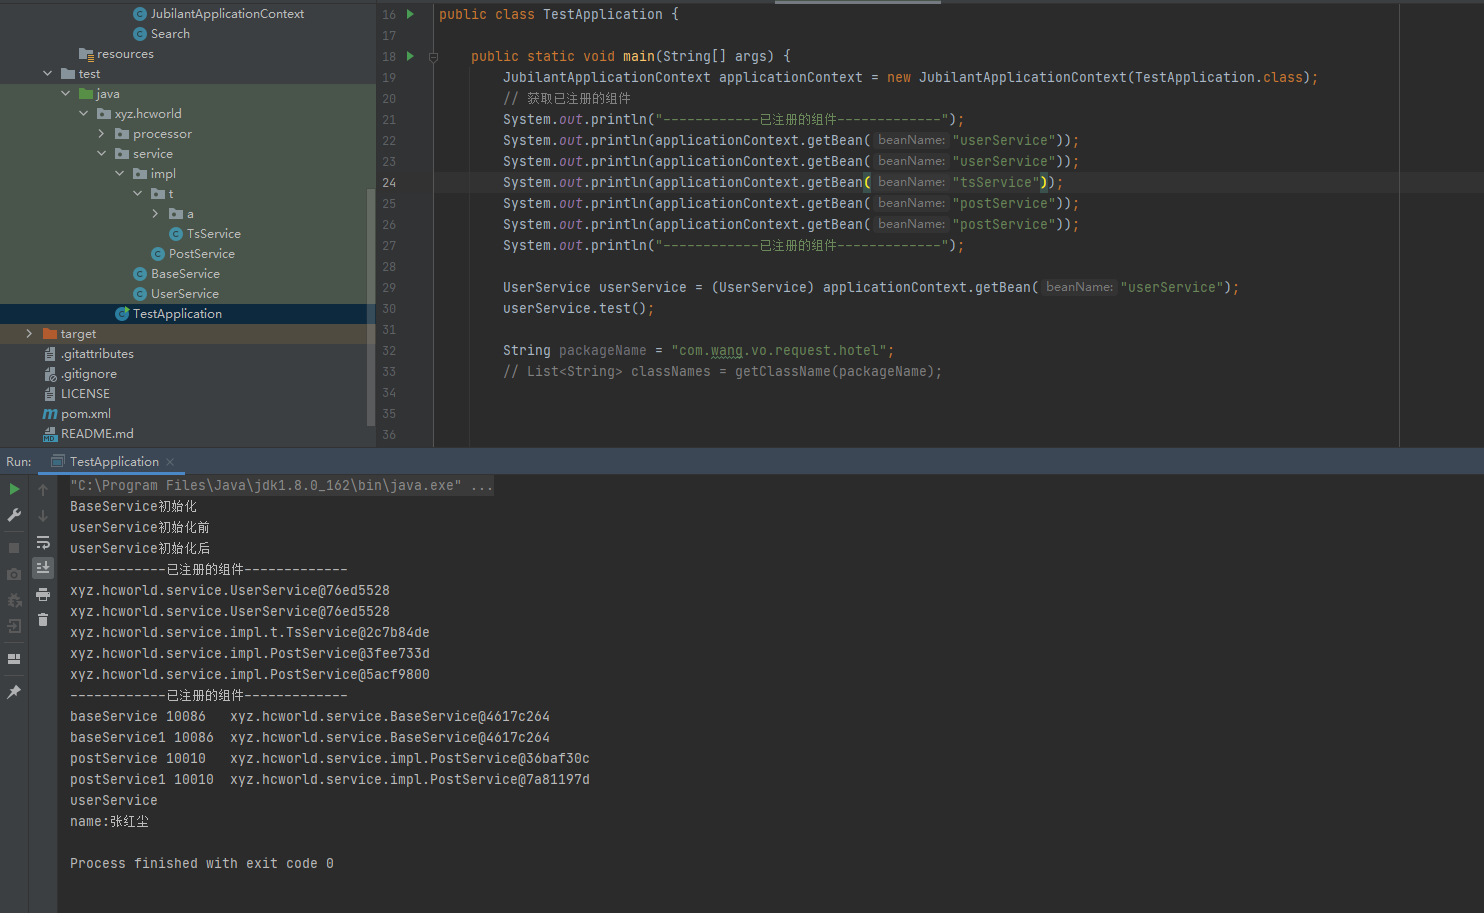 JubilantApplicationContext
Search
resources
test
java
xyz.hcworld
processor
service
impl
t
a
TsService
PostService
BaseService
UserService
TestApplication
target
.gitattributes
.gitignore
LICENSE
pom.xml
README.md
16 public class TestApplication {
17
18 public static void main(String[] args) {
19 JubilantApplicationContext applicationContext = new JubilantApplicationContext(TestApplication.class);
20 // 获取已注册的组件
21 System.out.println("------------已注册的组件-------------");
22 System.out.println(applicationContext.getBean( beanName: "userService"));
23 System.out.println(applicationContext.getBean( beanName: "userService"));
24 System.out.println(applicationContext.getBean( beanName: "tsService"));
25 System.out.println(applicationContext.getBean( beanName: "postService"));
26 System.out.println(applicationContext.getBean( beanName: "postService"));
27 System.out.println("------------已注册的组件-------------");
28
29 UserService userService = (UserService) applicationContext.getBean( beanName: "userService");
30 userService.test();
31
32 String packageName = "com.wang.vo.request.hotel";
33 // List<String> classNames = getClassName(packageName);
34
35
36
Run: TestApplication
"C:\Program Files\Java\jdk1.8.0_162\bin\java.exe" ...
BaseService初始化
userService初始化前
userService初始化后
------------已注册的组件-------------
xyz.hcworld.service.UserService@76ed5528
xyz.hcworld.service.UserService@76ed5528
xyz.hcworld.service.impl.t.TsService@2c7b84de
xyz.hcworld.service.impl.PostService@3fee733d
xyz.hcworld.service.impl.PostService@5acf9800
------------已注册的组件-------------
baseService 10086 xyz.hcworld.service.BaseService@4617c264
baseService1 10086 xyz.hcworld.service.BaseService@4617c264
postService 10010 xyz.hcworld.service.impl.PostService@36baf30c
postService1 10010 xyz.hcworld.service.impl.PostService@7a81197d
userService
name:张红尘
Process finished with exit code 0